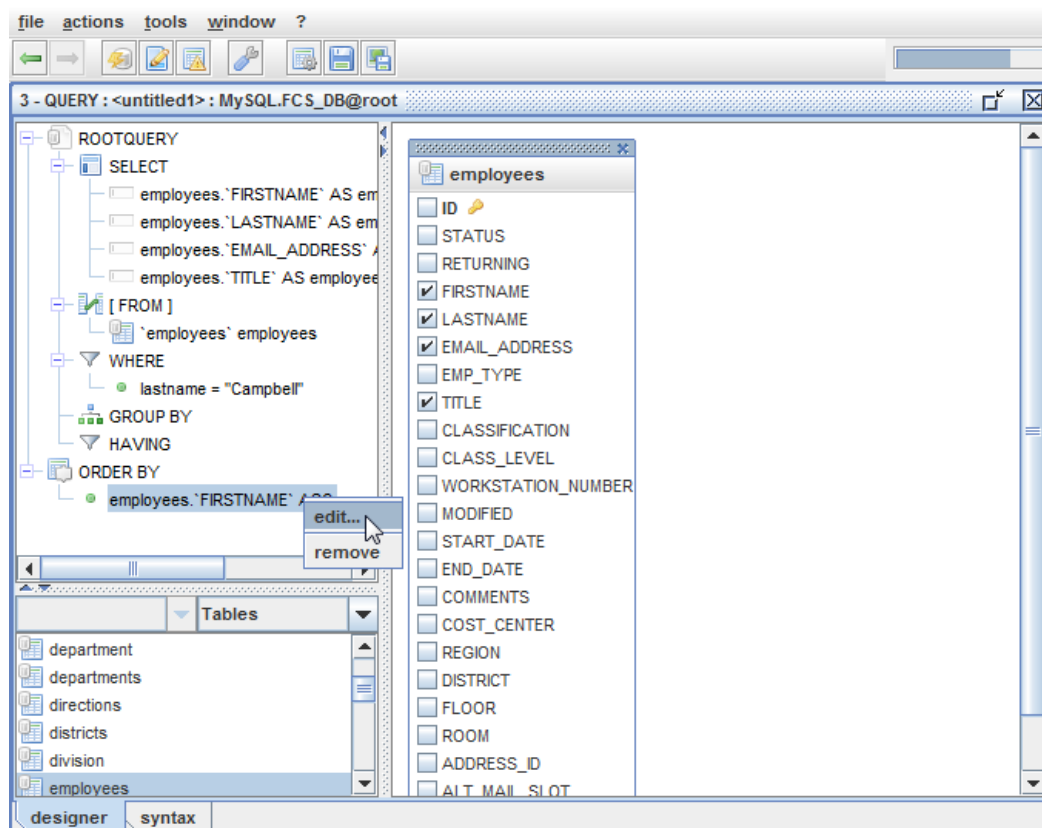 file actions tools window ?
3 - QUERY : <untitled1> : MySQL.FCS_DB@root
ROOTQUERY
SELECT
employees.`FIRSTNAME` AS em
employees.`LASTNAME` AS em
employees.`EMAIL_ADDRESS` A
employees.`TITLE` AS employee
[ FROM ]
`employees` employees
WHERE
lastname = "Campbell"
GROUP BY
HAVING
ORDER BY
employees.`FIRSTNAME` ASC
edit...
remove
Tables
department
departments
directions
districts
division
employees
employees
ID
STATUS
RETURNING
FIRSTNAME
LASTNAME
EMAIL_ADDRESS
EMP_TYPE
TITLE
CLASSIFICATION
CLASS_LEVEL
WORKSTATION_NUMBER
MODIFIED
START_DATE
END_DATE
COMMENTS
COST_CENTER
REGION
DISTRICT
FLOOR
ROOM
ADDRESS_ID
ALT_MAIL_SLOT
designer syntax